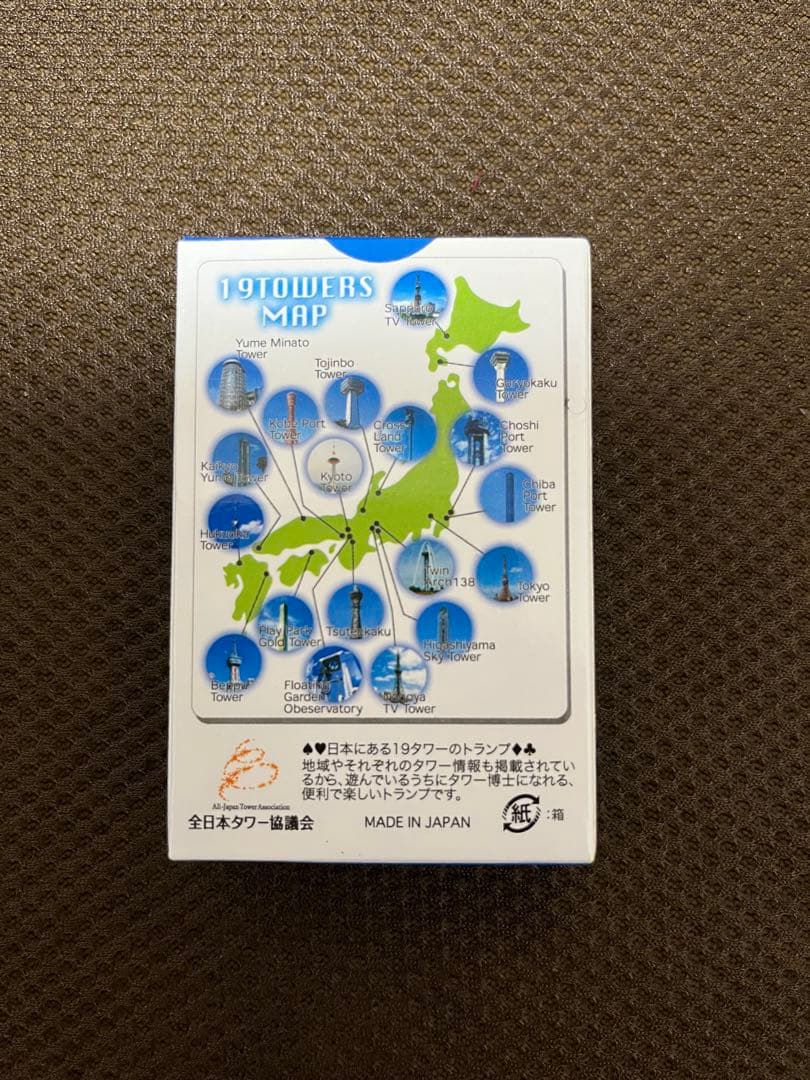 19TOWERS
MAP
Sapporo
TV Tower
Yume Minato
Tower
Tojinbo
Tower
Goryokaku
Tower
Kobe Port
Tower
Cross
Land
Tower
Choshi
Port
Tower
Kaikyo
Yume Tower
Kyoto
Tower
Chiba
Port
Tower
Hukuoka
Tower
Twin
Arch138
Tokyo
Tower
Play Park
Gold Tower
Tsutenkaku
Higashiyama
Sky Tower
Beppu
Tower
Floating
Garden
Obeservatory
Nagoya
TV Tower
♠♥日本にある19タワーのトランプ♦♣
地域やそれぞれのタワー情報も掲載されてい
るから、遊んでいるうちにタワー博士になれる、
便利で楽しいトランプです。
All-Japan Tower Association
全日本タワー協議会
MADE IN JAPAN
紙:箱